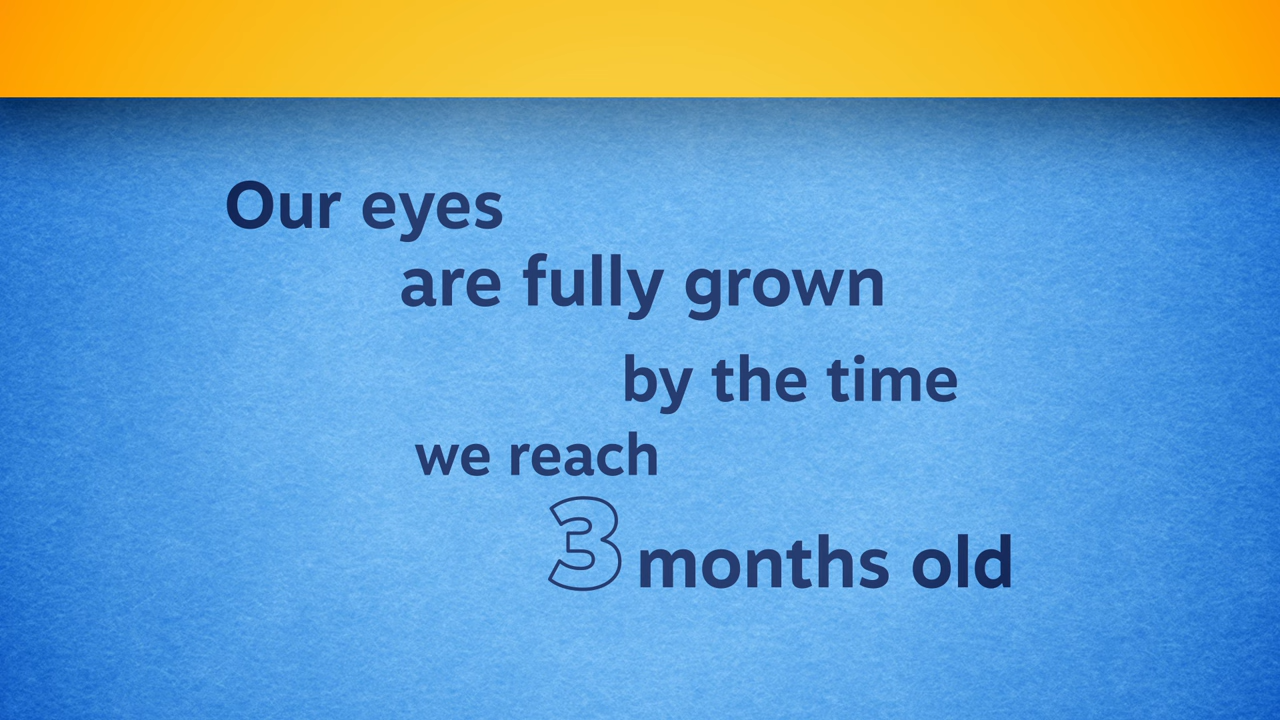 Our eyes
are fully grown
by the time
we reach
3 months old